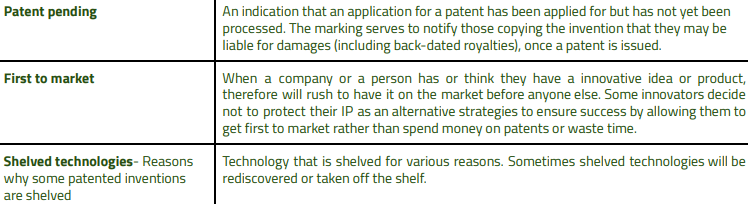 Patent pending
An indication that an application for a patent has been applied for but has not yet been
processed. The marking serves to notify those copying the invention that they may be
liable for damages (including back-dated royalties), once a patent is issued.
First to market
When a company or a person has or think they have a innovative idea or product,
therefore will rush to have it on the market before anyone else. Some innovators decide
not to protect their IP as an alternative strategies to ensure success by allowing them to
get first to market rather than spend money on patents or waste time.
Shelved technologies- Reasons
why some patented inventions
are shelved
Technology that is shelved for various reasons. Sometimes shelved technologies will be
rediscovered or taken off the shelf.